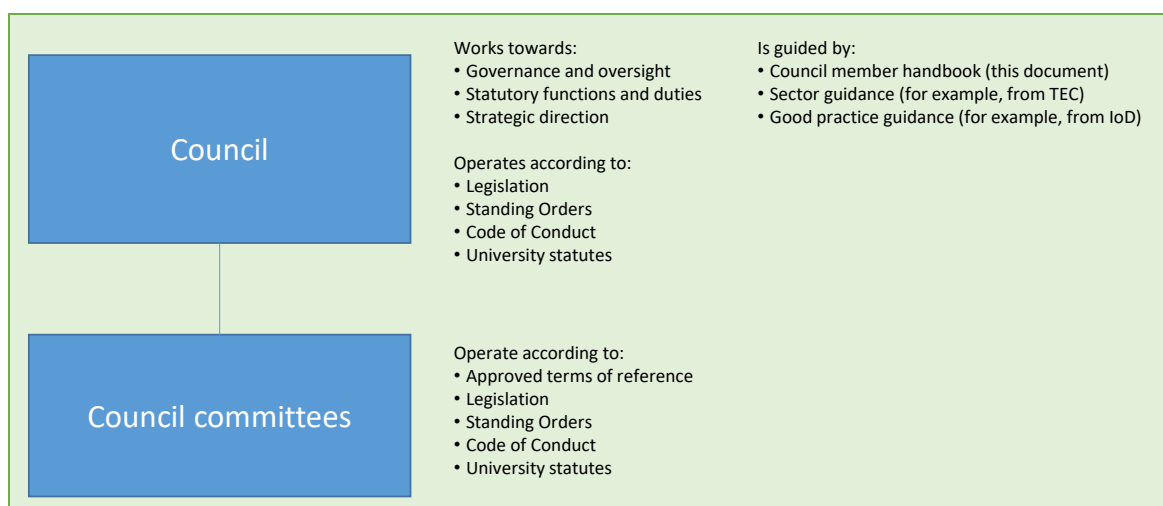 Council
Works towards:
• Governance and oversight
• Statutory functions and duties
• Strategic direction
Operates according to:
• Legislation
• Standing Orders
• Code of Conduct
• University statutes
Is guided by:
• Council member handbook (this document)
• Sector guidance (for example, from TEC)
• Good practice guidance (for example, from IoD)
Council committees
Operate according to:
• Approved terms of reference
• Legislation
• Standing Orders
• Code of Conduct
• University statutes